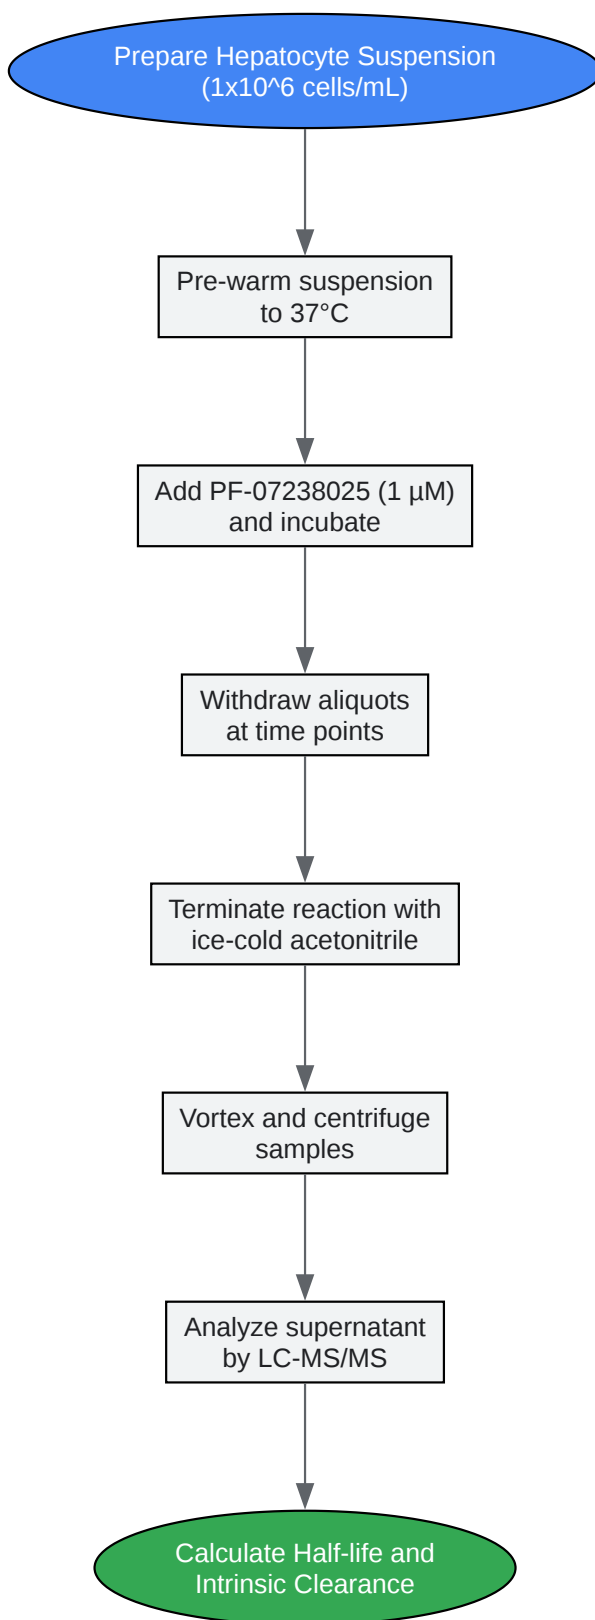 Prepare Hepatocyte Suspension
(1x10^6 cells/mL)
Pre-warm suspension
to 37°C
Add PF-07238025 (1 µM)
and incubate
Withdraw aliquots
at time points
Terminate reaction with
ice-cold acetonitrile
Vortex and centrifuge
samples
Analyze supernatant
by LC-MS/MS
Calculate Half-life and
Intrinsic Clearance